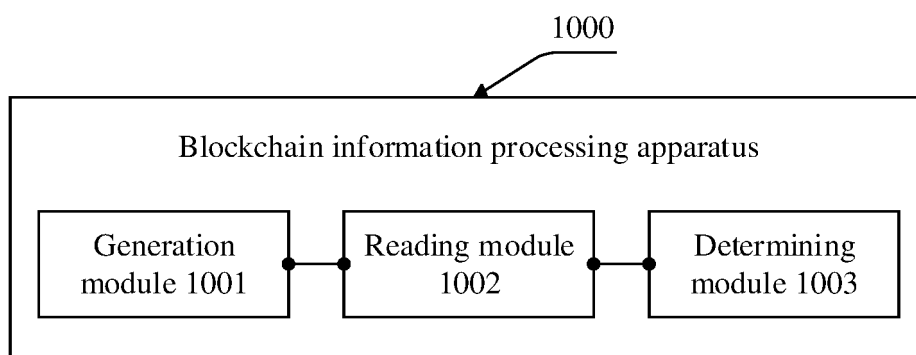 1000
Blockchain information processing apparatus
Generation
module 1001
Reading module
1002
Determining
module 1003